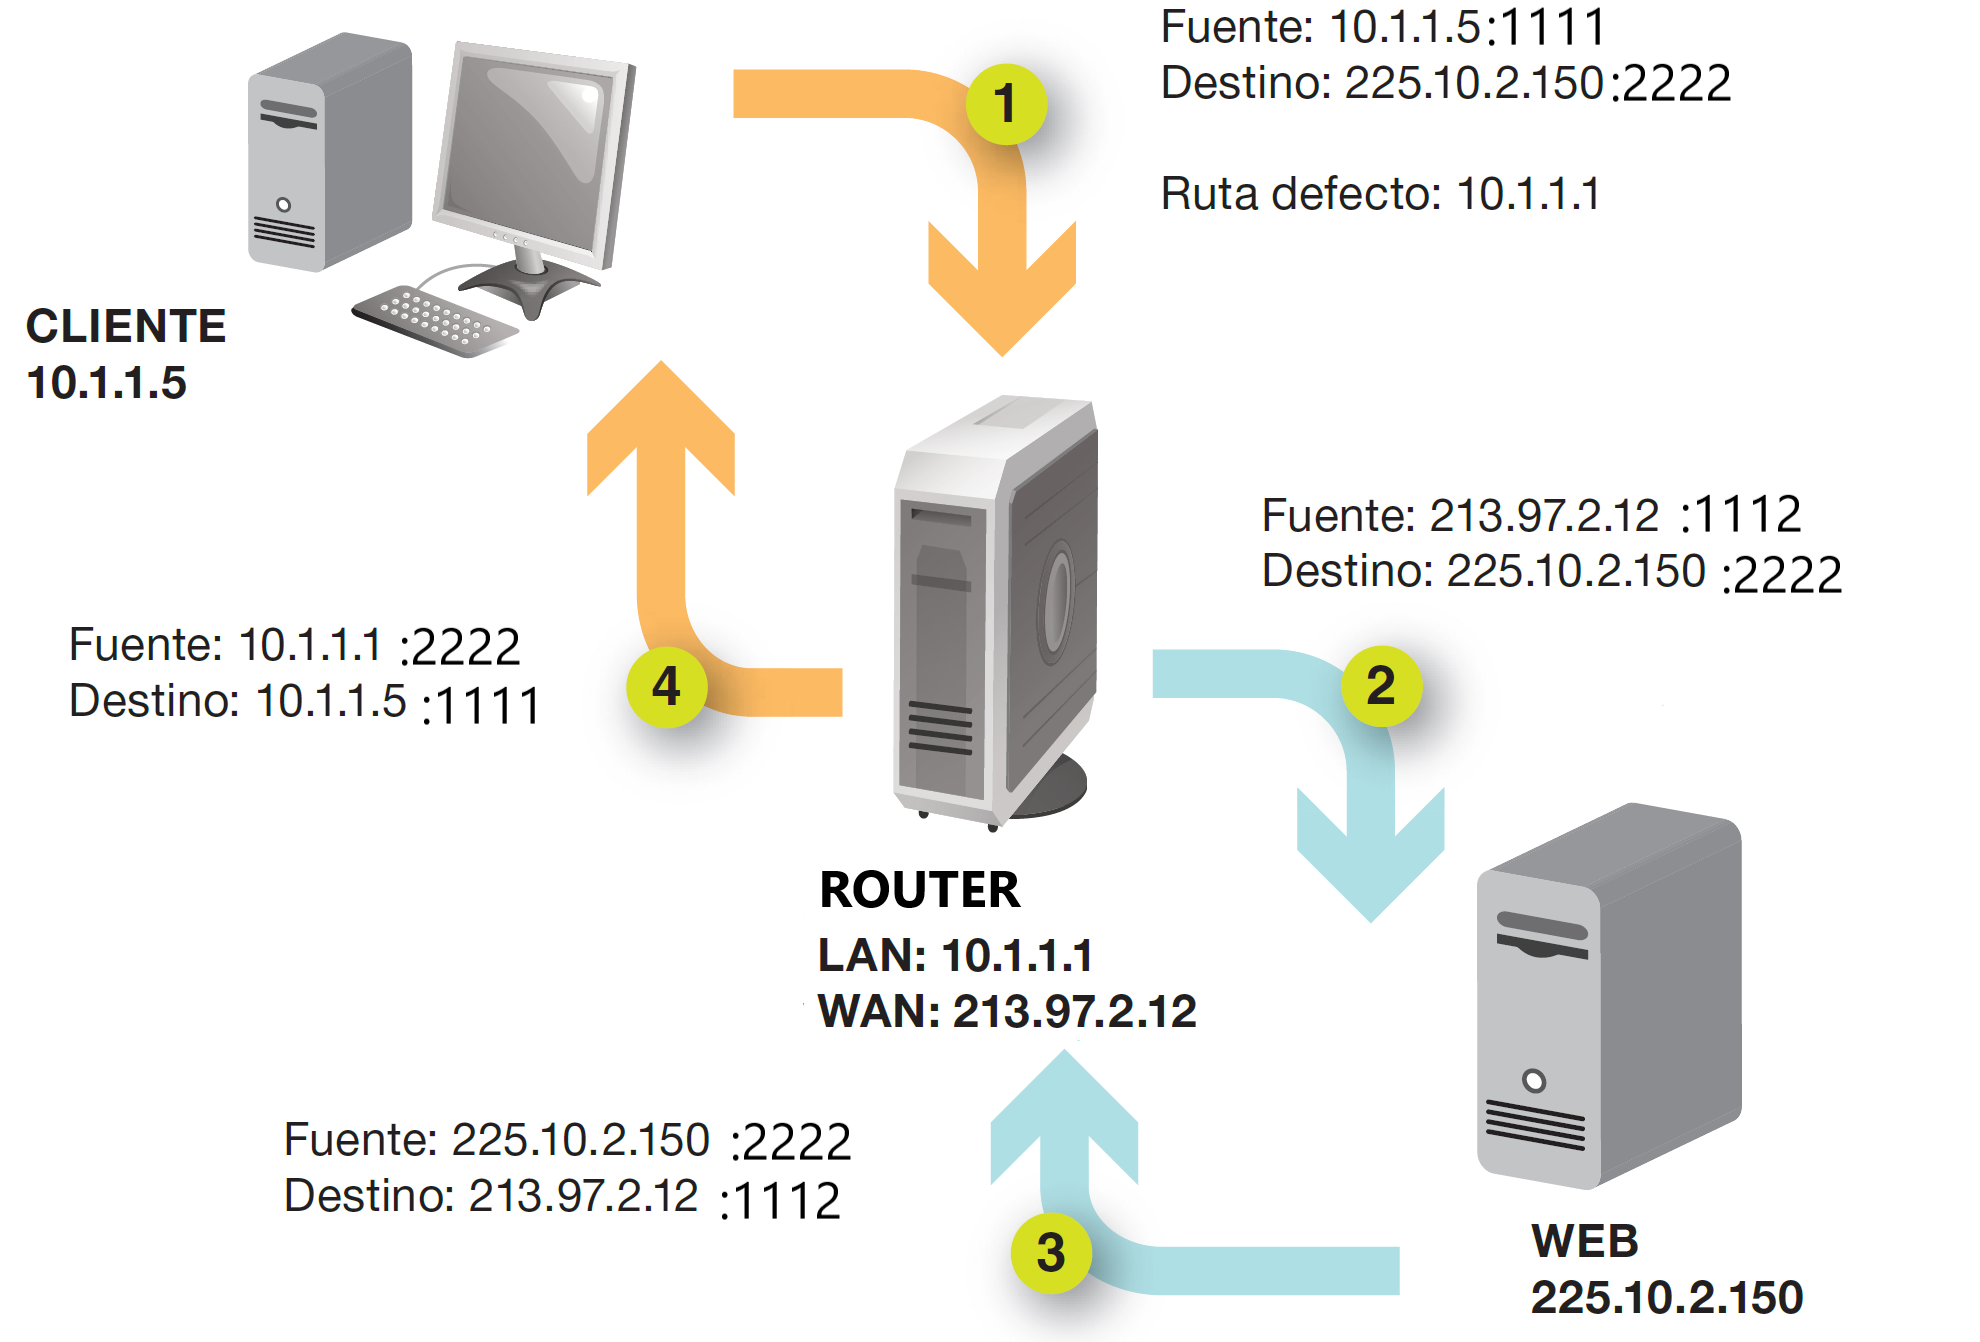 Fuente: 10.1.1.5 :1111
Destino: 225.10.2.150 :2222
Ruta defecto: 10.1.1.1
1
CLIENTE
10.1.1.5
Fuente: 213.97.2.12 :1112
Destino: 225.10.2.150 :2222
2
Fuente: 10.1.1.1 :2222
Destino: 10.1.1.5 :1111
4
ROUTER
LAN: 10.1.1.1
WAN: 213.97.2.12
Fuente: 225.10.2.150 :2222
Destino: 213.97.2.12 :1112
3
WEB
225.10.2.150